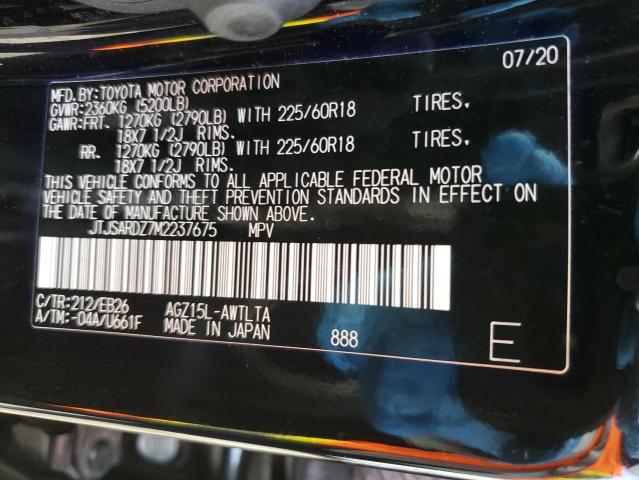 07/20
MFD.BY:TOYOTA MOTOR CORPORATION
GVWR:2360KG (5200LB)
GAWR:FRT. 1270KG (2790LB) WITH 225/60R18 TIRES,
18X7 1/2J RIMS.
RR. 1270KG (2790LB) WITH 225/60R18 TIRES,
18X7 1/2J RIMS.
THIS VEHICLE CONFORMS TO ALL APPLICABLE FEDERAL MOTOR
VEHICLE SAFETY AND THEFT PREVENTION STANDARDS IN EFFECT ON
THE DATE OF MANUFACTURE SHOWN ABOVE.
JTJSARDZ7M2237675 MPV
C/TR:212/EB26 AGZ15L-AWTLTA
A/TM:-04A/U661F MADE IN JAPAN 888 E